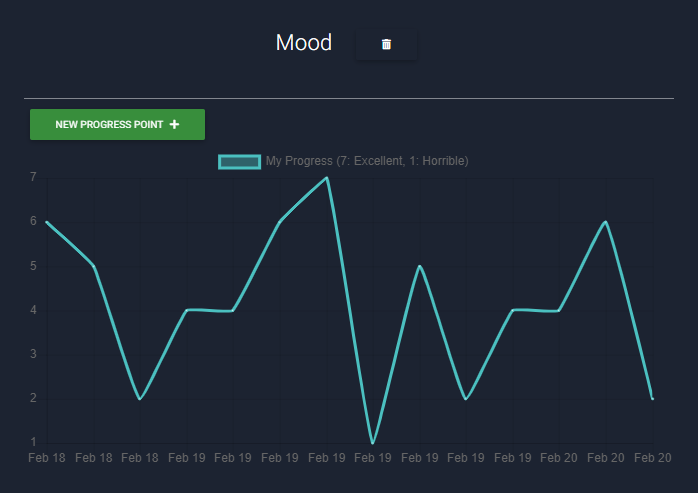 Mood
NEW PROGRESS POINT
My Progress (7: Excellent, 1: Horrible)
7
6
5
4
3
2
1
Feb 18 Feb 18 Feb 18 Feb 19 Feb 19 Feb 19 Feb 19 Feb 19 Feb 19 Feb 19 Feb 19 Feb 20 Feb 20 Feb 20